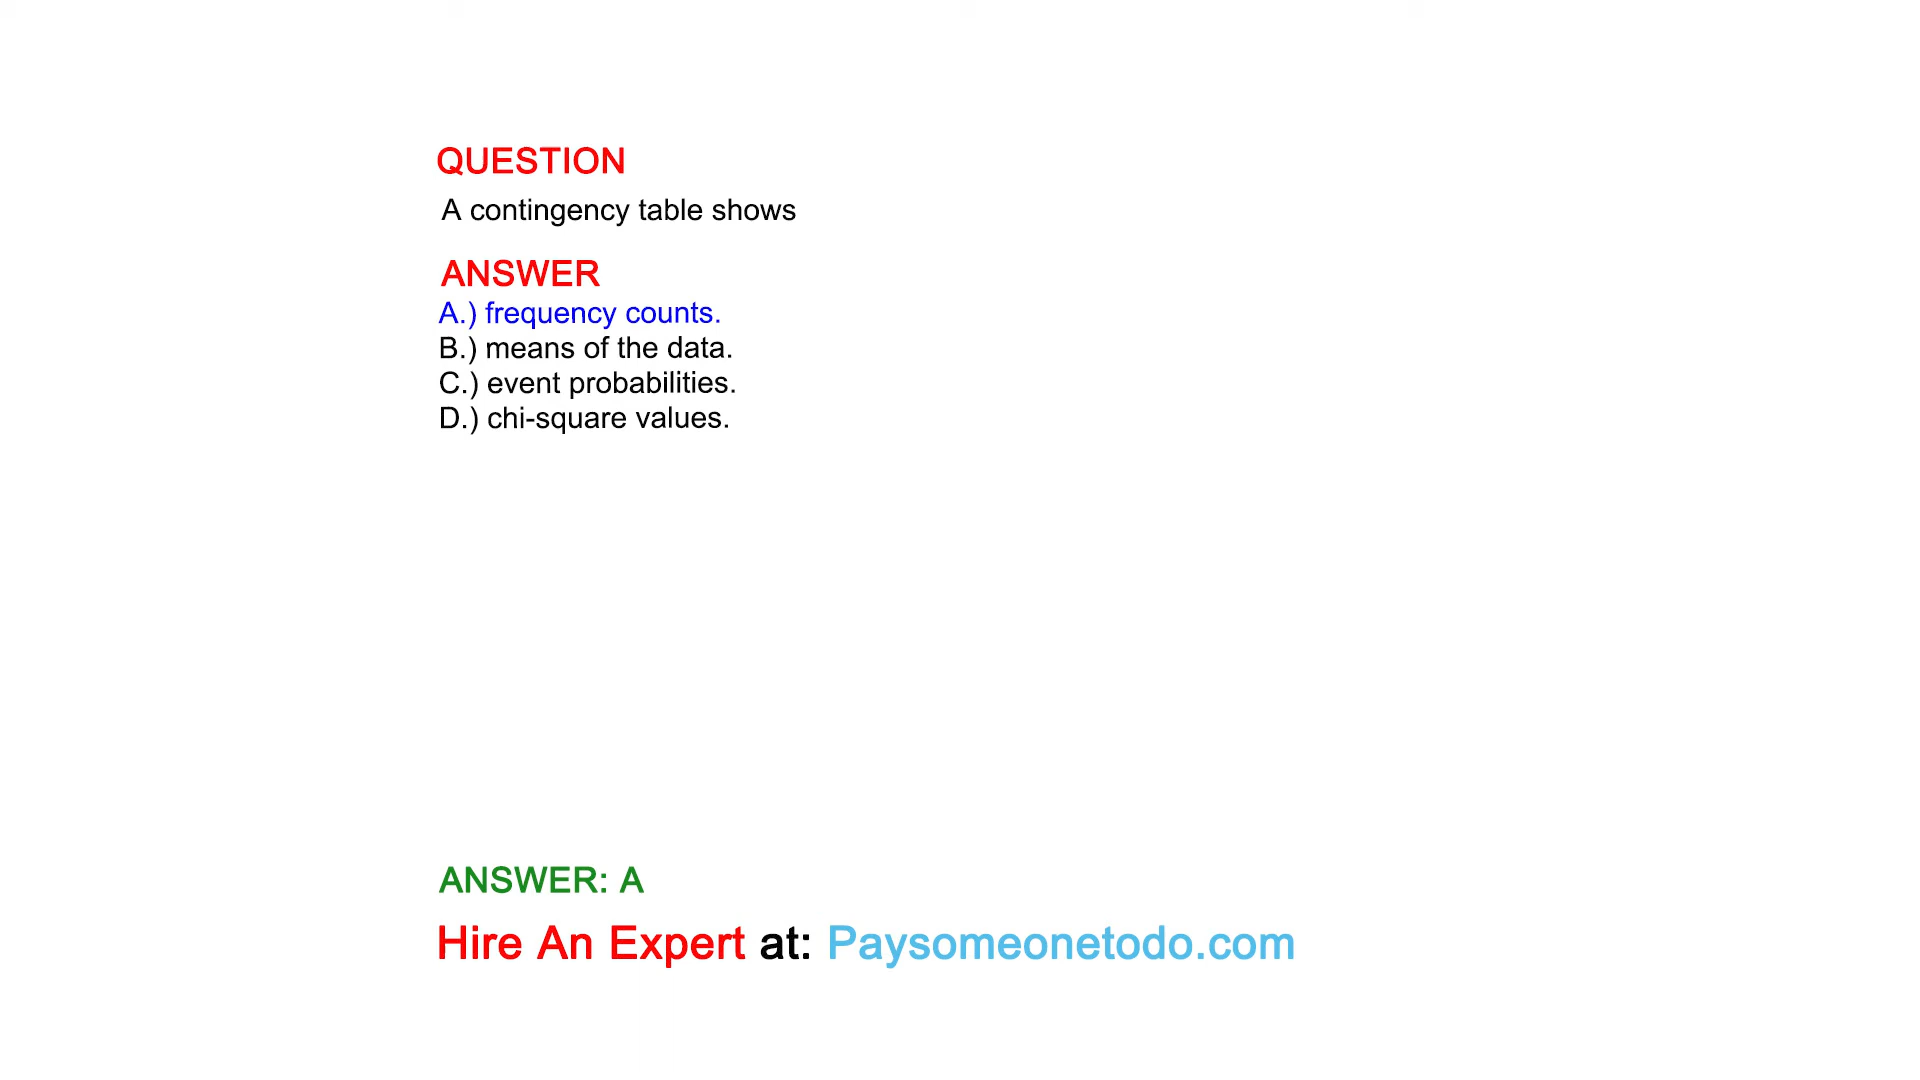 QUESTION
A contingency table shows
ANSWER
A.) frequency counts.
B.) means of the data.
C.) event probabilities.
D.) chi-square values.
ANSWER: A
Hire An Expert at: Paysomeonetodo.com